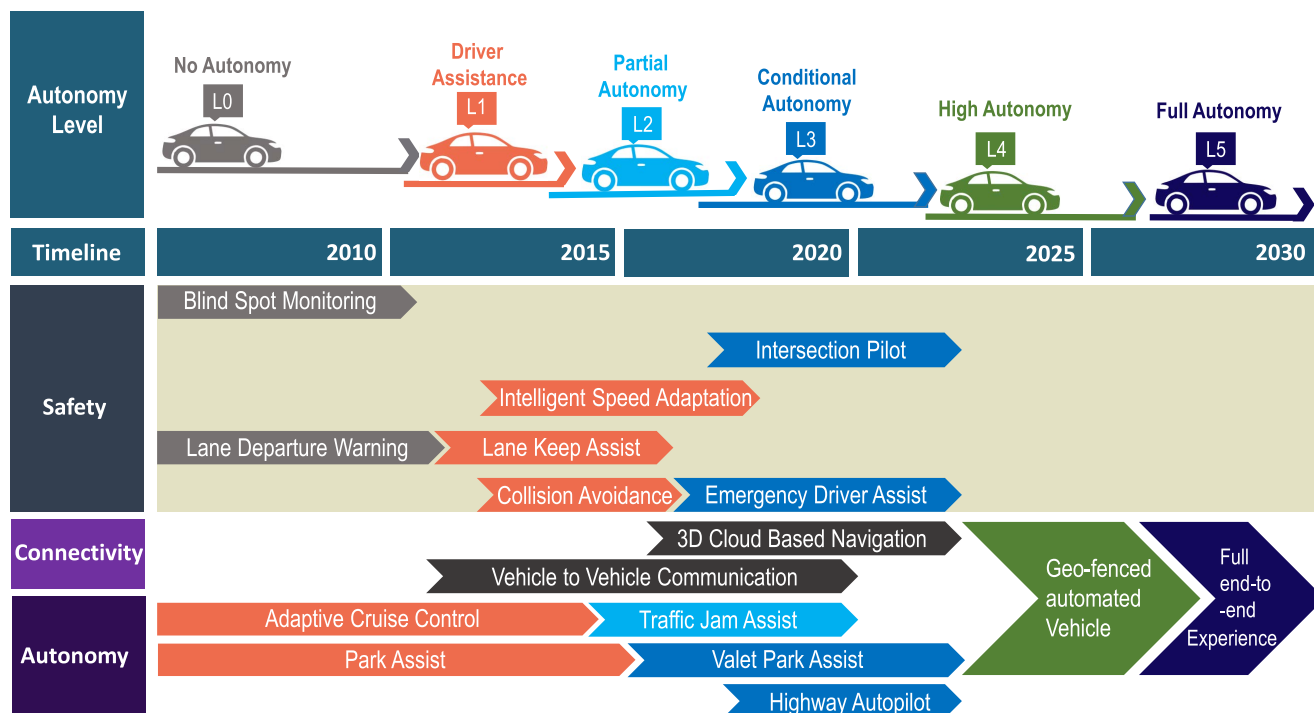 Autonomy
Level
No Autonomy
L0
Driver
Assistance
L1
Partial
Autonomy
L2
Conditional
Autonomy
L3
High Autonomy
L4
Full Autonomy
L5
Timeline
2010
2015
2020
2025
2030
Safety
Blind Spot Monitoring
Intersection Pilot
Intelligent Speed Adaptation
Lane Departure Warning
Lane Keep Assist
Collision Avoidance
Emergency Driver Assist
Connectivity
3D Cloud Based Navigation
Vehicle to Vehicle Communication
Autonomy
Adaptive Cruise Control
Traffic Jam Assist
Park Assist
Valet Park Assist
Highway Autopilot
Geo-fenced
automated
Vehicle
Full
end-to
-end
Experience